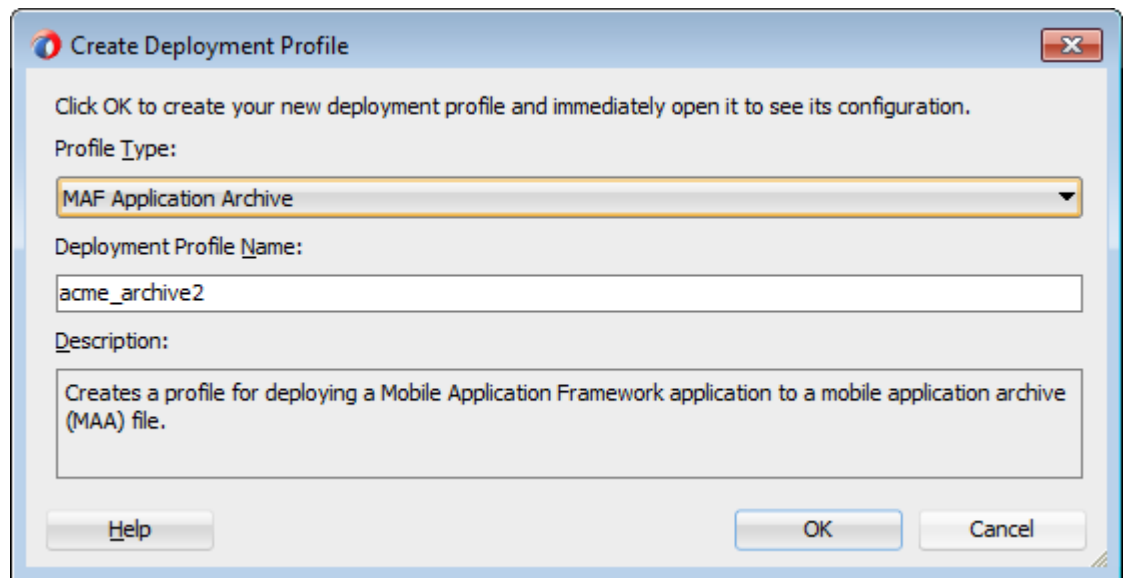 Create Deployment Profile
Click OK to create your new deployment profile and immediately open it to see its configuration.
Profile Type:
MAF Application Archive
Deployment Profile Name:
acme_archive2
Description:
Creates a profile for deploying a Mobile Application Framework application to a mobile application archive
(MAA) file.
Help OK Cancel